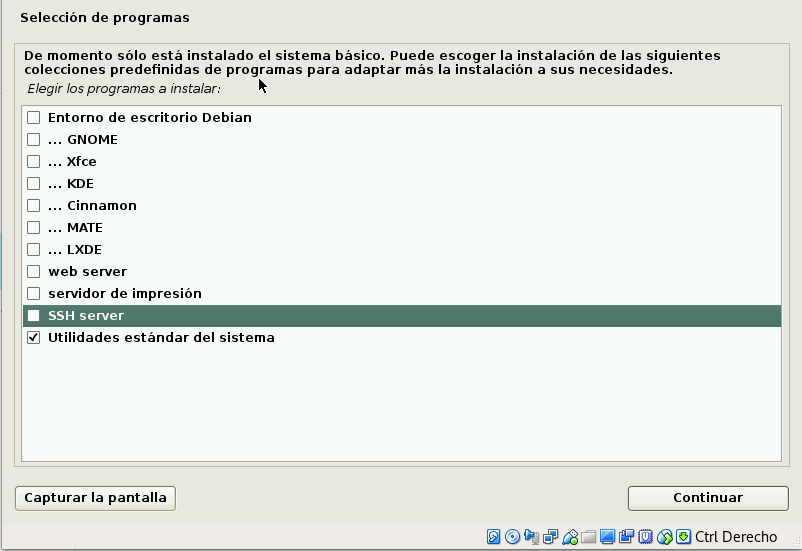 Selección de programas
De momento sólo está instalado el sistema básico. Puede escoger la instalación de las siguientes
colecciones predefinidas de programas para adaptar más la instalación a sus necesidades.
Elegir los programas a instalar:
Entorno de escritorio Debian
... GNOME
... Xfce
... KDE
... Cinnamon
... MATE
... LXDE
web server
servidor de impresión
SSH server
Utilidades estándar del sistema
Capturar la pantalla
Continuar
Ctrl Derecho